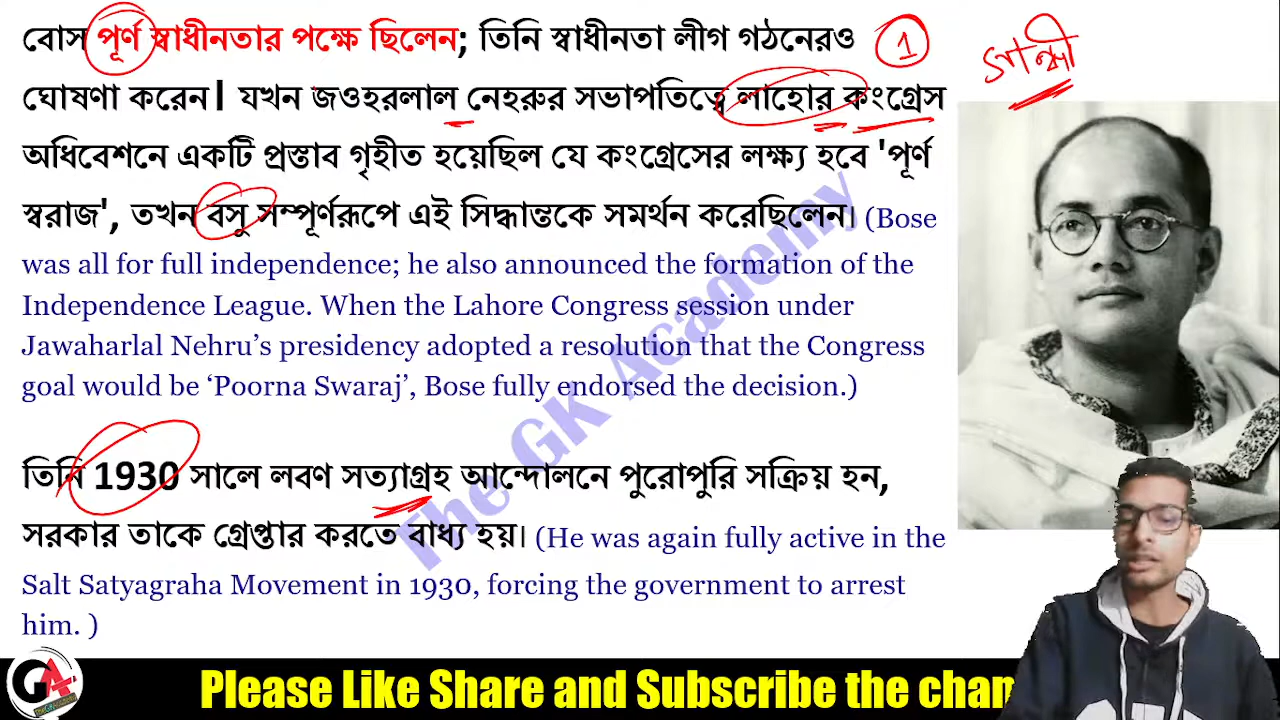 বোস পূর্ণ স্বাধীনতার পক্ষে ছিলেন; তিনি স্বাধীনতা লীগ গঠনেরও
1
গান্ধী
ঘোষণা করেন। যখন জওহরলাল নেহরুর সভাপতিত্বে লাহোর কংগ্রেস
অধিবেশনে একটি প্রস্তাব গৃহীত হয়েছিল যে কংগ্রেসের লক্ষ্য হবে 'পূর্ণ
স্বরাজ', তখন বসু সম্পূর্ণরূপে এই সিদ্ধান্তকে সমর্থন করেছিলেন। (Bose
was all for full independence; he also announced the formation of the
Independence League. When the Lahore Congress session under
Jawaharlal Nehru’s presidency adopted a resolution that the Congress
goal would be ‘Poorna Swaraj’, Bose fully endorsed the decision.)
The GK Academy
তিনি 1930 সালে লবণ সত্যাগ্রহ আন্দোলনে পুরোপুরি সক্রিয় হন,
সরকার তাকে গ্রেপ্তার করতে বাধ্য হয়। (He was again fully active in the
Salt Satyagraha Movement in 1930, forcing the government to arrest
him. )
Please Like Share and Subscribe the chan